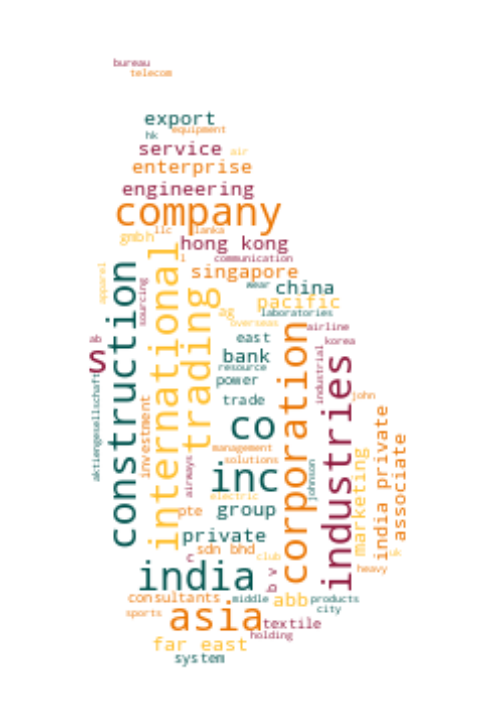 bureau
telecom
export
hk equipment
service air
enterprise
engineering
company
gmbh llc lanka
hong kong
l communication
singapore
apparel
sourcing
construction
international
trading
wear china
pacific
ag laboratories
overseas
airline
ab
s
east
korea
bank
resource
power
industrial
corporation
industries
aktiengesellschaft
investment
trade
john
co
management
solutions
airways
inc
johnson
marketing
india private
associate
electric
pte group
private
sdn bhd
club
uk
c
india
b v
heavy
consultants middle abb products
sports asia city
textile
holding
far east
system